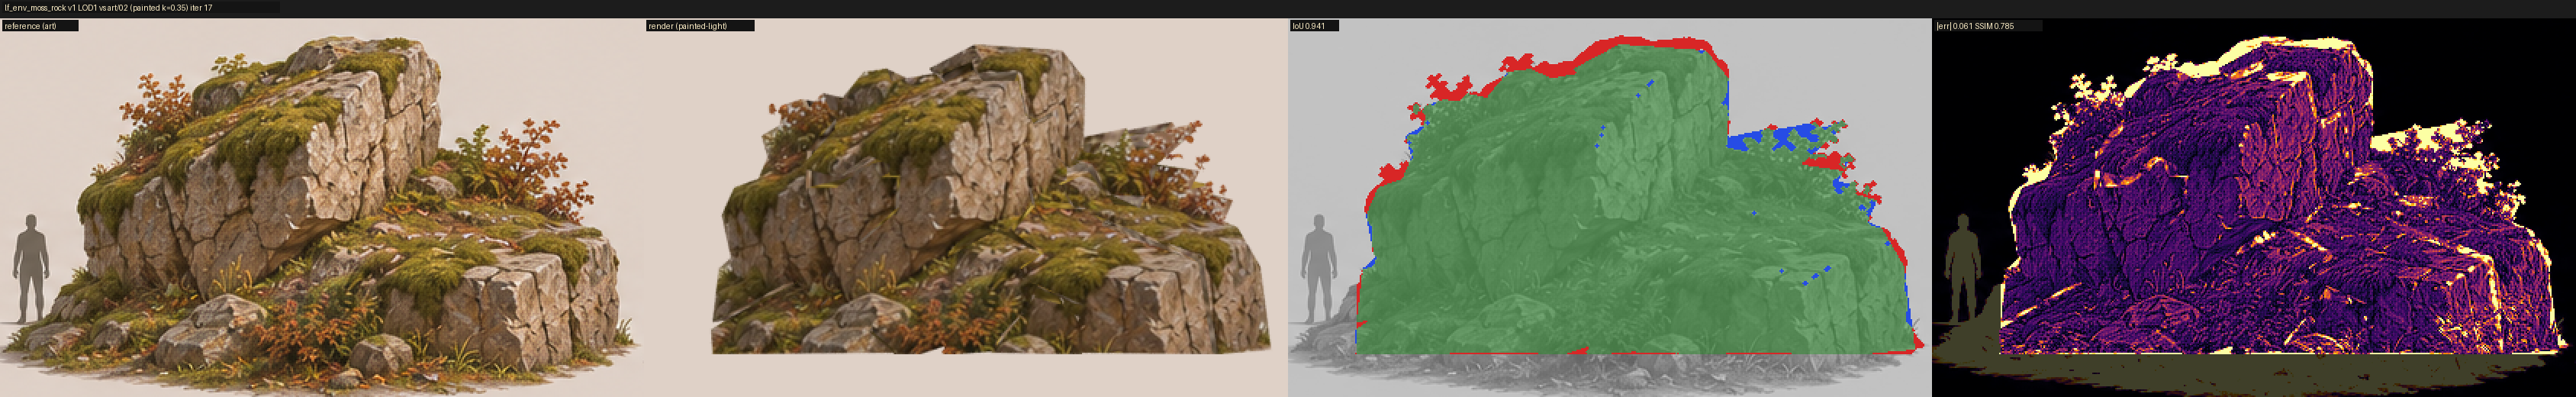 lf_env_moss_rock v1 LOD1 vs art/02 (painted k=0.35) iter 17
reference (art)
render (painted-light)
IoU 0.941
|err| 0.061 SSIM 0.785